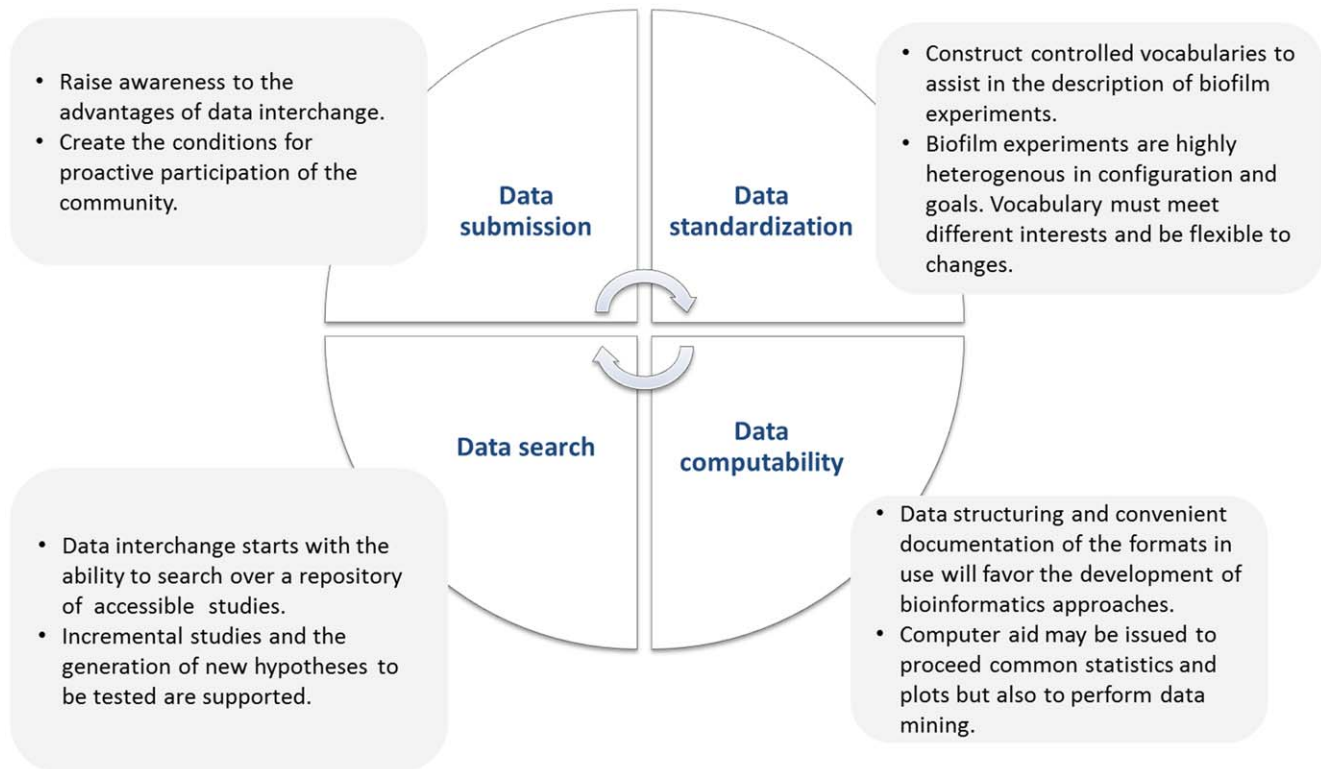 • Raise awareness to the
advantages of data interchange.
• Create the conditions for
proactive participation of the
community.
Data
submission
Data
standardization
• Construct controlled vocabularies to
assist in the description of biofilm
experiments.
• Biofilm experiments are highly
heterogenous in configuration and
goals. Vocabulary must meet
different interests and be flexible to
changes.
Data search
Data
computability
• Data interchange starts with the
ability to search over a repository
of accessible studies.
• Incremental studies and the
generation of new hypotheses to
be tested are supported.
• Data structuring and convenient
documentation of the formats in
use will favor the development of
bioinformatics approaches.
• Computer aid may be issued to
proceed common statistics and
plots but also to perform data
mining.